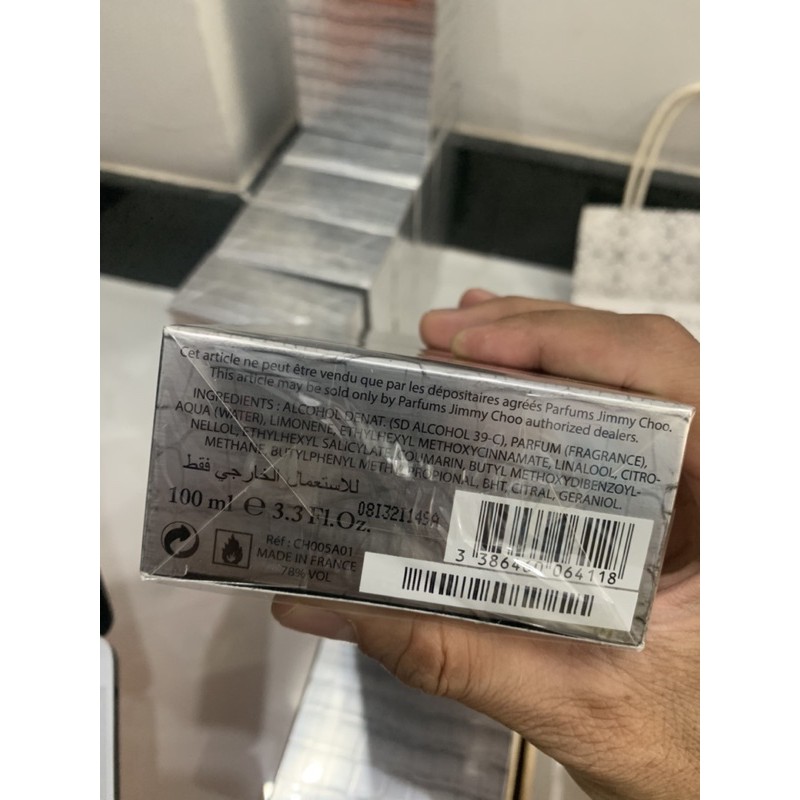 Cet article ne peut être vendu que par les dépositaires agréés Parfums Jimmy Choo.
This article may be sold only by Parfums Jimmy Choo authorized dealers.
INGREDIENTS : ALCOHOL DENAT. (SD ALCOHOL 39-C), PARFUM (FRAGRANCE),
AQUA (WATER), LIMONENE, ETHYLHEXYL METHOXYCINNAMATE, LINALOOL, CITRO-
NELLOL, ETHYLHEXYL SALICYLATE, COUMARIN, BUTYL METHOXYDIBENZOYL-
METHANE, BUTYLPHENYL METHYLPROPIONAL, BHT, CITRAL, GERANIOL.
للاستعمال الخارجي فقط
100 ml ℮ 3.3 Fl.Oz.
Réf : CH005A01
MADE IN FRANCE
78% VOL